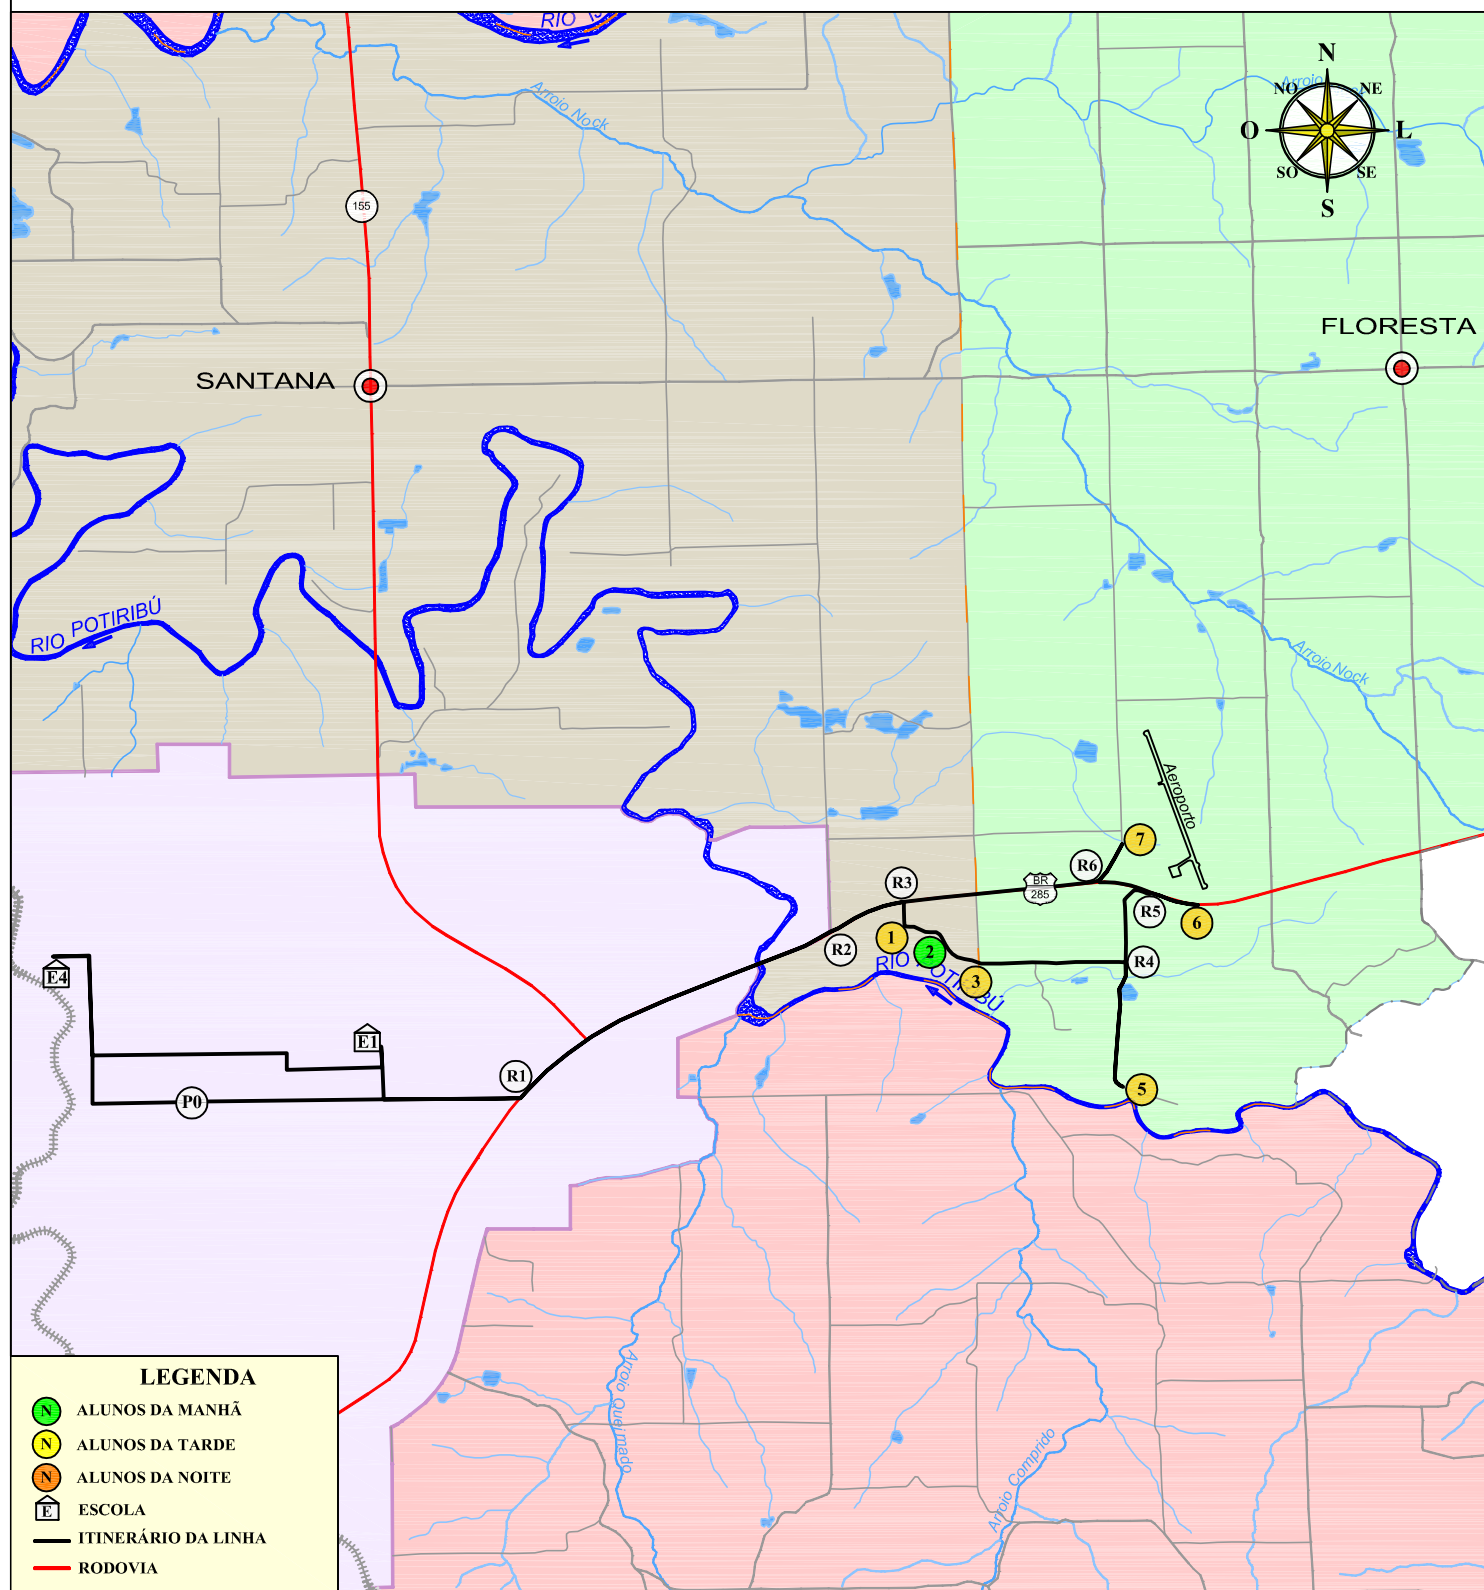 RIO
Arroio Nock
Arroio
N
NO
NE
O
L
SO
SE
S
155
FLORESTA
SANTANA
RIO POTIRIBÚ
Arroio Nock
Aeroporto
7
R6
BR
285
R3
R5
6
1
2
R2
R4
RIO POTIRIBÚ
3
E4
E1
R1
5
P0
Arroio Queimado
Arroio Comprido
LEGENDA
N ALUNOS DA MANHÃ
N ALUNOS DA TARDE
N ALUNOS DA NOITE
E ESCOLA
ITINERÁRIO DA LINHA
RODOVIA